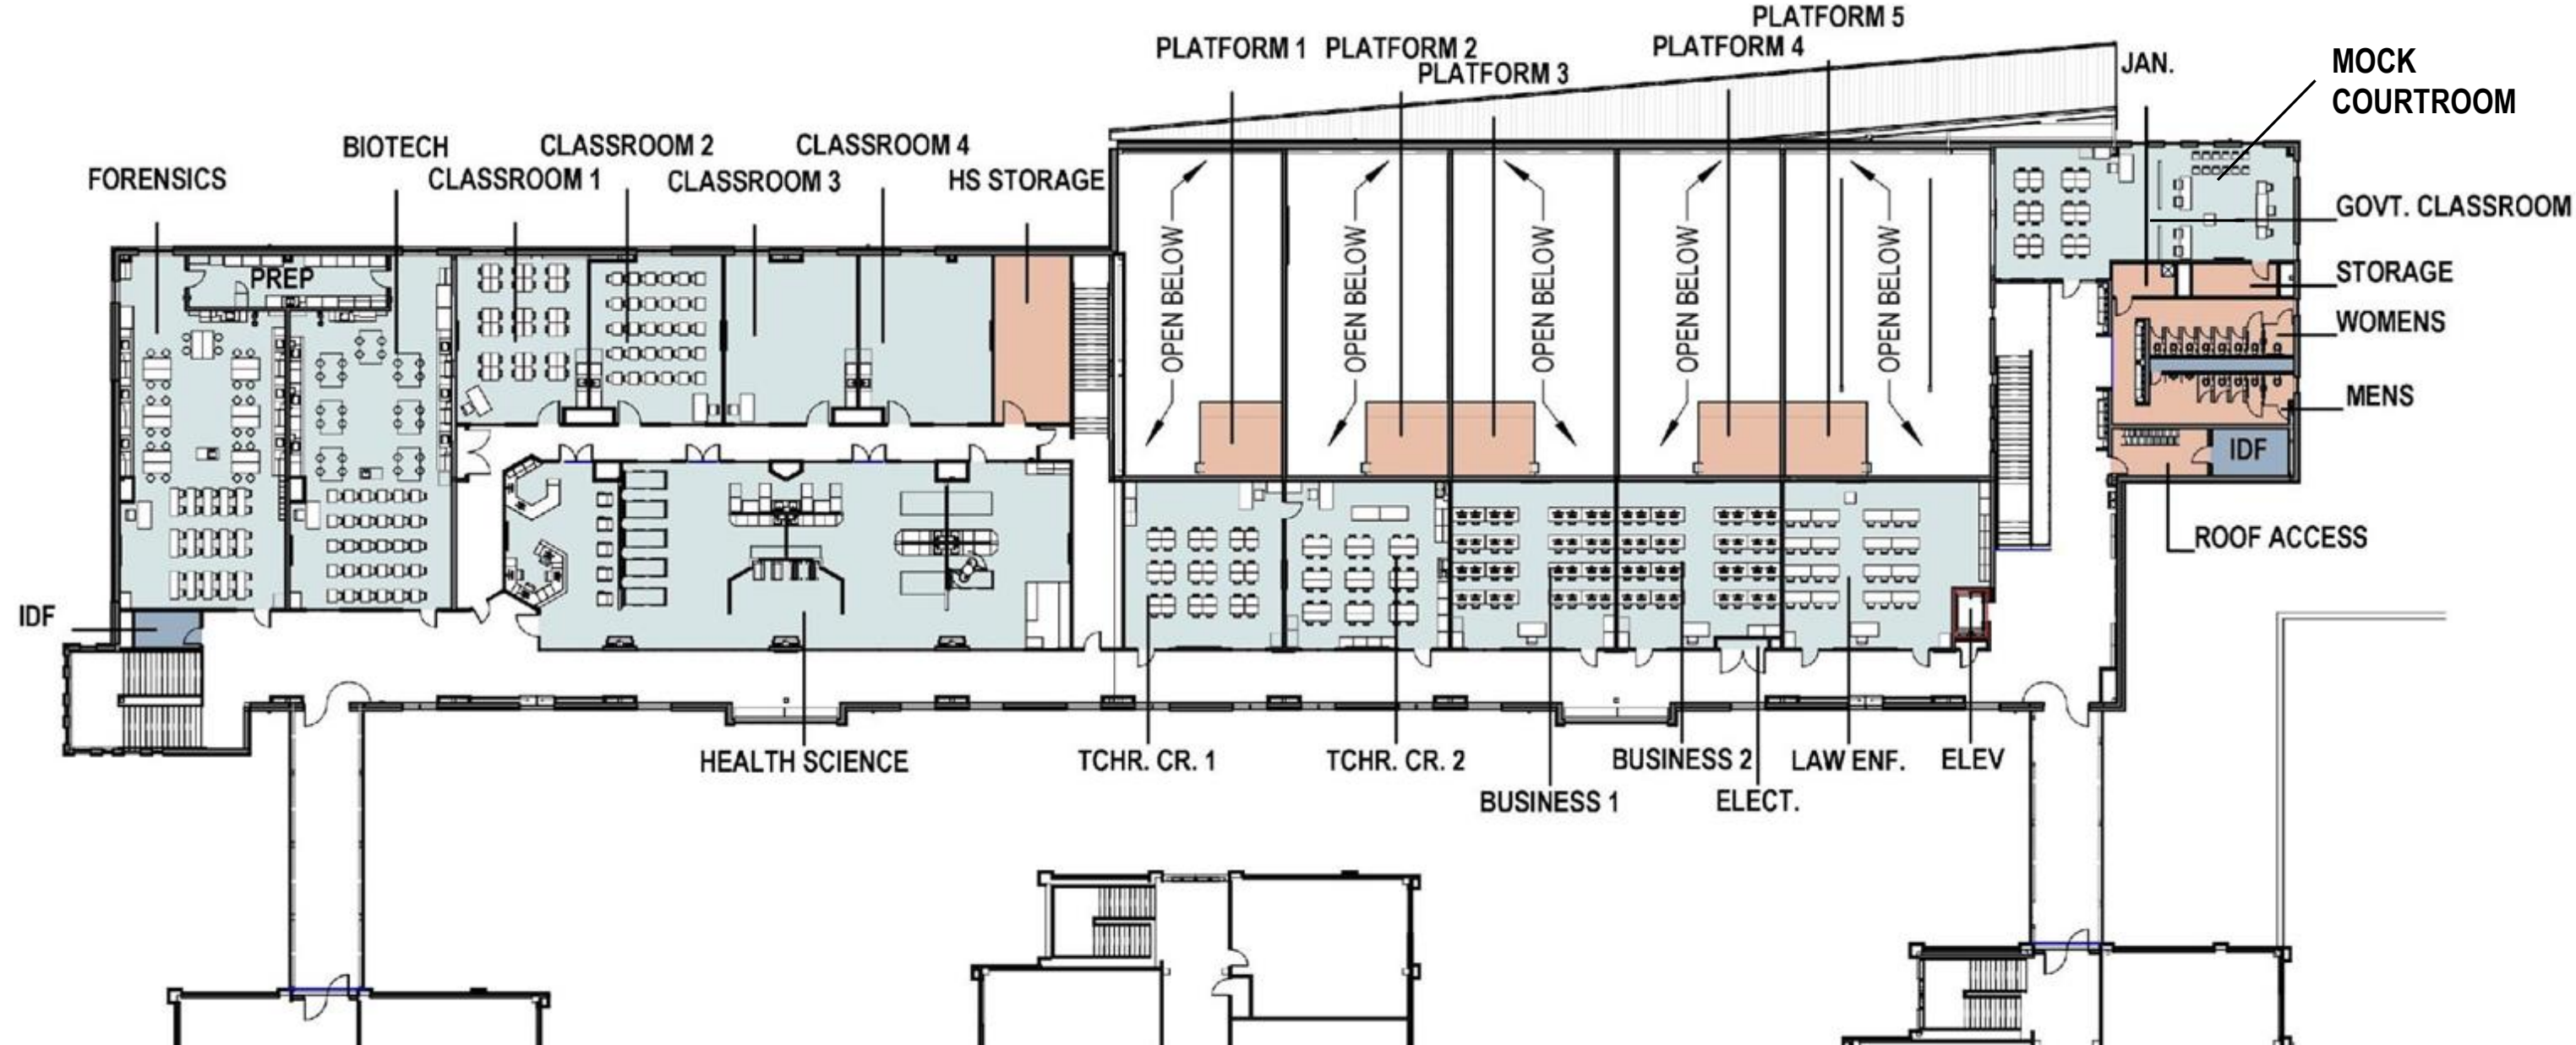 PLATFORM 5
PLATFORM 1
PLATFORM 2
PLATFORM 4
PLATFORM 3
JAN.
MOCK
COURTROOM
BIOTECH
CLASSROOM 2
CLASSROOM 4
FORENSICS
CLASSROOM 1
CLASSROOM 3
HS STORAGE
GOVT. CLASSROOM
PREP
OPEN BELOW
OPEN BELOW
OPEN BELOW
OPEN BELOW
OPEN BELOW
STORAGE
WOMENS
MENS
IDF
ROOF ACCESS
IDF
HEALTH SCIENCE
TCHR. CR. 1
TCHR. CR. 2
BUSINESS 2
LAW ENF.
ELEV
BUSINESS 1
ELECT.